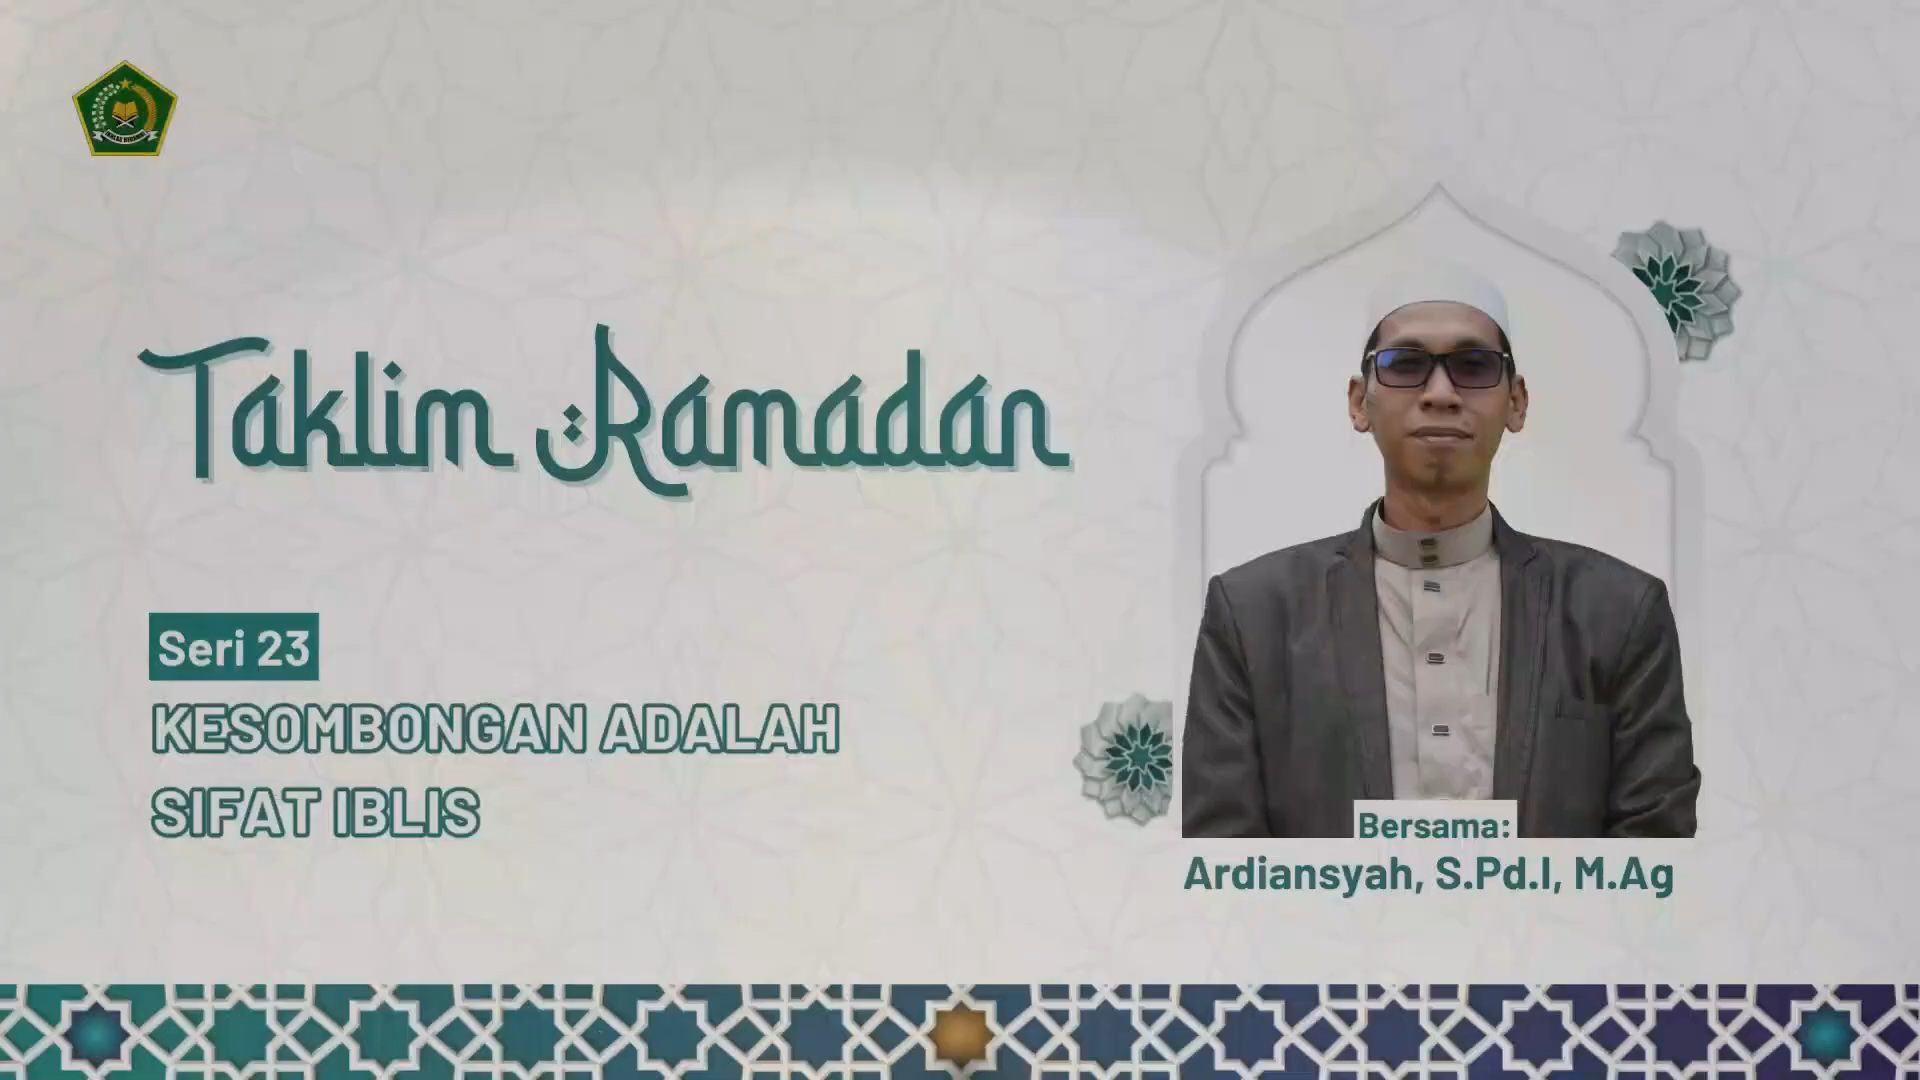 Taklim Ramadan
Seri 23
KESOMBONGAN ADALAH
SIFAT IBLIS
Bersama:
Ardiansyah, S.Pd.I, M.Ag